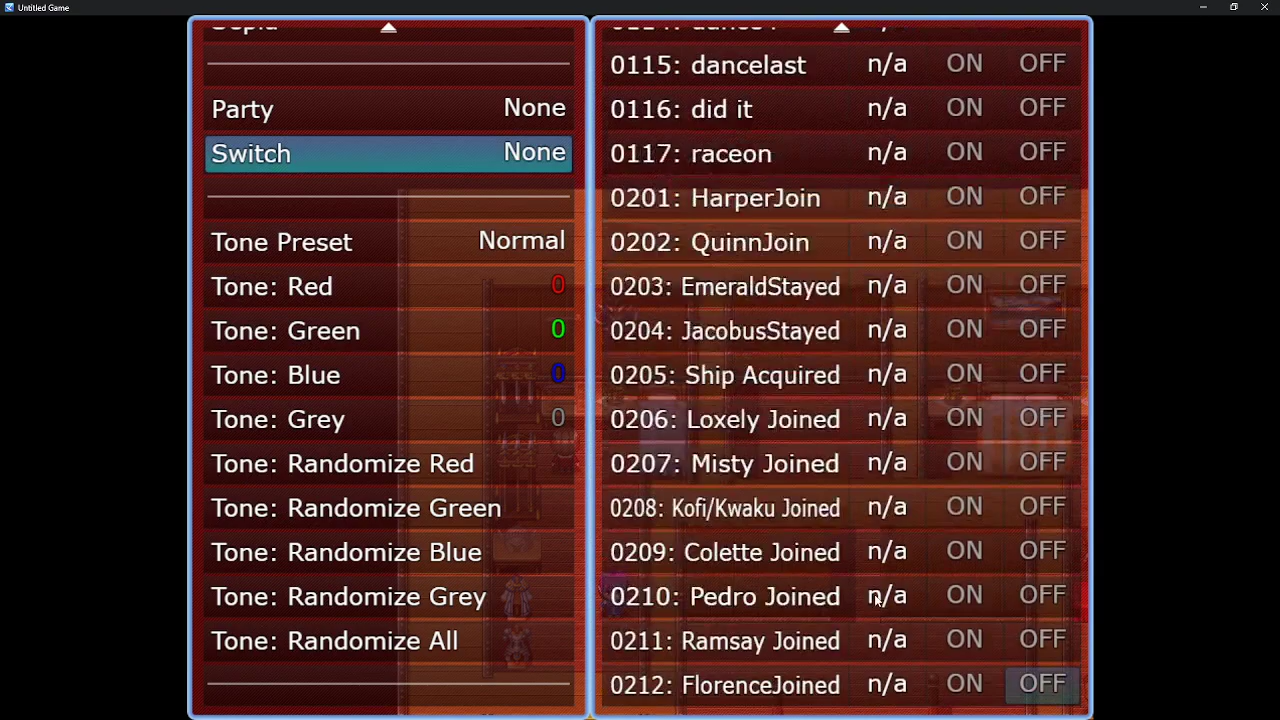 Untitled Game
Sepia
Party None
Switch None
Tone Preset Normal
Tone: Red 0
Tone: Green 0
Tone: Blue 0
Tone: Grey 0
Tone: Randomize Red
Tone: Randomize Green
Tone: Randomize Blue
Tone: Randomize Grey
Tone: Randomize All
0115: dancelast n/a ON OFF
0116: did it n/a ON OFF
0117: raceon n/a ON OFF
0201: HarperJoin n/a ON OFF
0202: QuinnJoin n/a ON OFF
0203: EmeraldStayed n/a ON OFF
0204: JacobusStayed n/a ON OFF
0205: Ship Acquired n/a ON OFF
0206: Loxely Joined n/a ON OFF
0207: Misty Joined n/a ON OFF
0208: Kofi/Kwaku Joined n/a ON OFF
0209: Colette Joined n/a ON OFF
0210: Pedro Joined n/a ON OFF
0211: Ramsay Joined n/a ON OFF
0212: FlorenceJoined n/a ON OFF